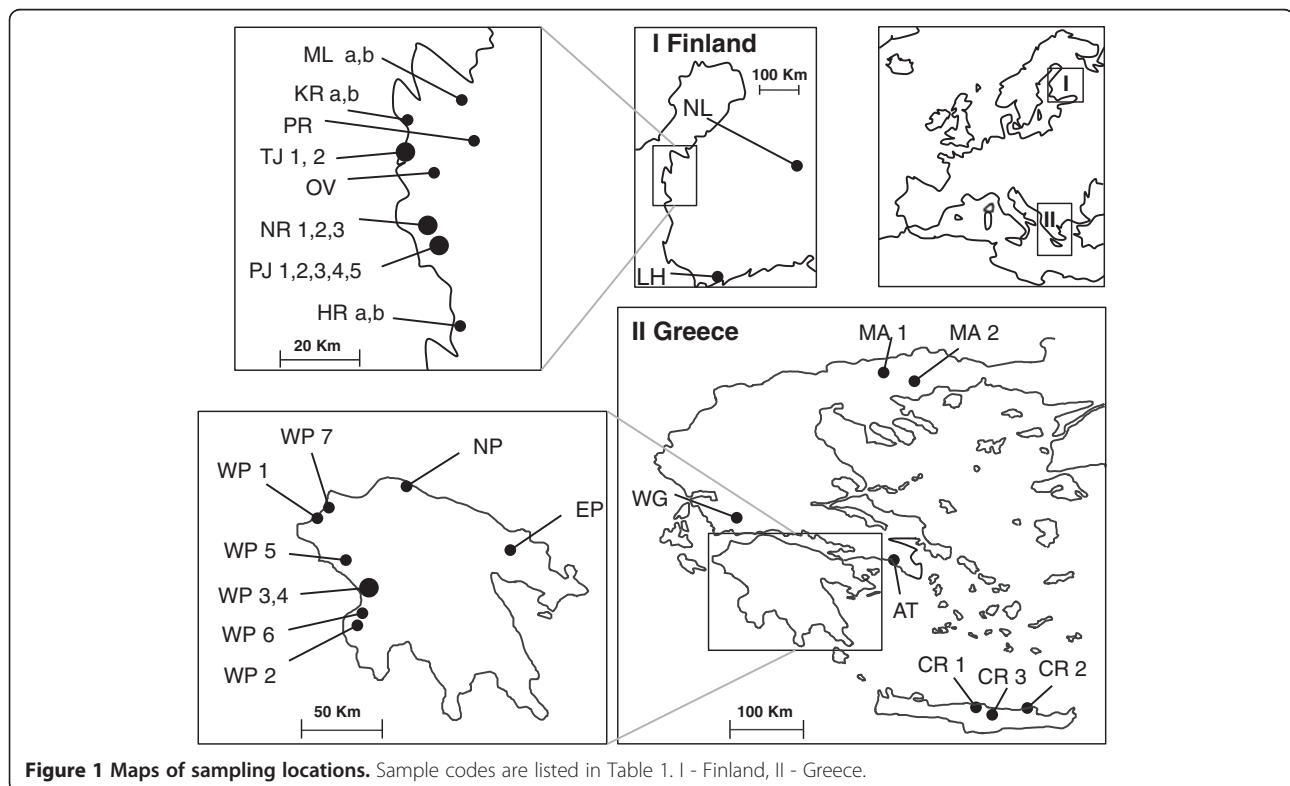 ML a,b
KR a,b
PR
TJ 1, 2
OV
NR 1,2,3
PJ 1,2,3,4,5
HR a,b
20 Km
I Finland
100 Km
NL
LH
I
II
WP 7
NP
WP 1
EP
WP 5
WP 3,4
WP 6
WP 2
50 Km
II Greece
MA 1
MA 2
WG
AT
CR 1
CR 3
CR 2
100 Km
Figure 1 Maps of sampling locations. Sample codes are listed in Table 1. I - Finland, II - Greece.